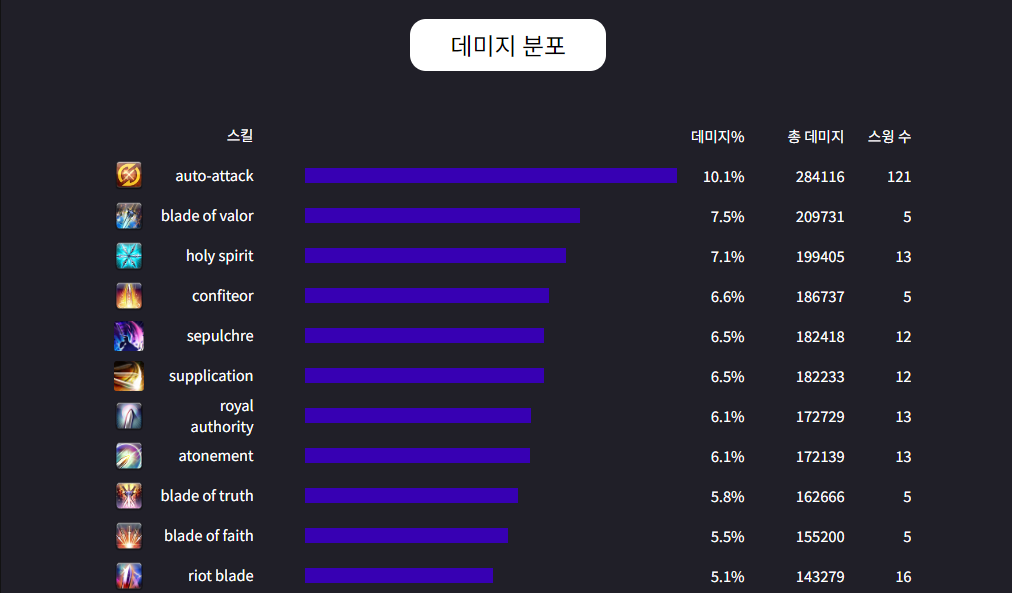 데미지 분포
스킬 데미지% 총 데미지 스윙 수
auto-attack 10.1% 284116 121
blade of valor 7.5% 209731 5
holy spirit 7.1% 199405 13
confiteor 6.6% 186737 5
sepulchre 6.5% 182418 12
supplication 6.5% 182233 12
royal
authority 6.1% 172729 13
atonement 6.1% 172139 13
blade of truth 5.8% 162666 5
blade of faith 5.5% 155200 5
riot blade 5.1% 143279 16